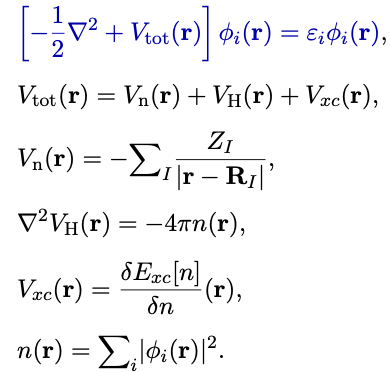 [-1/2 ∇² + V_tot(r)] ϕ_i(r) = ε_i ϕ_i(r),
V_tot(r) = V_n(r) + V_H(r) + V_xc(r),
V_n(r) = −∑_I Z_I / |r − R_I|,
∇²V_H(r) = −4πn(r),
V_xc(r) = δE_xc[n] / δn (r),
n(r) = ∑_i |ϕ_i(r)|².